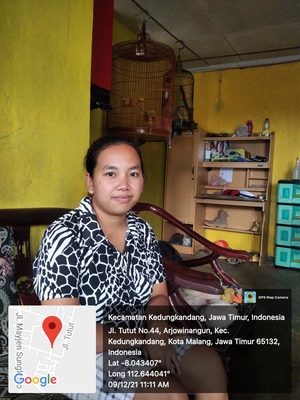 GPS Map Camera
Kecamatan Kedungkandang, Jawa Timur, Indonesia
Jl. Tutut No.44, Arjowinangun, Kec.
Kedungkandang, Kota Malang, Jawa Timur 65132,
Indonesia
Lat -8.043407°
Long 112.644041°
09/12/21 11:11 AM
Jl. Mayjen Sung
Jl. Tutut
Google